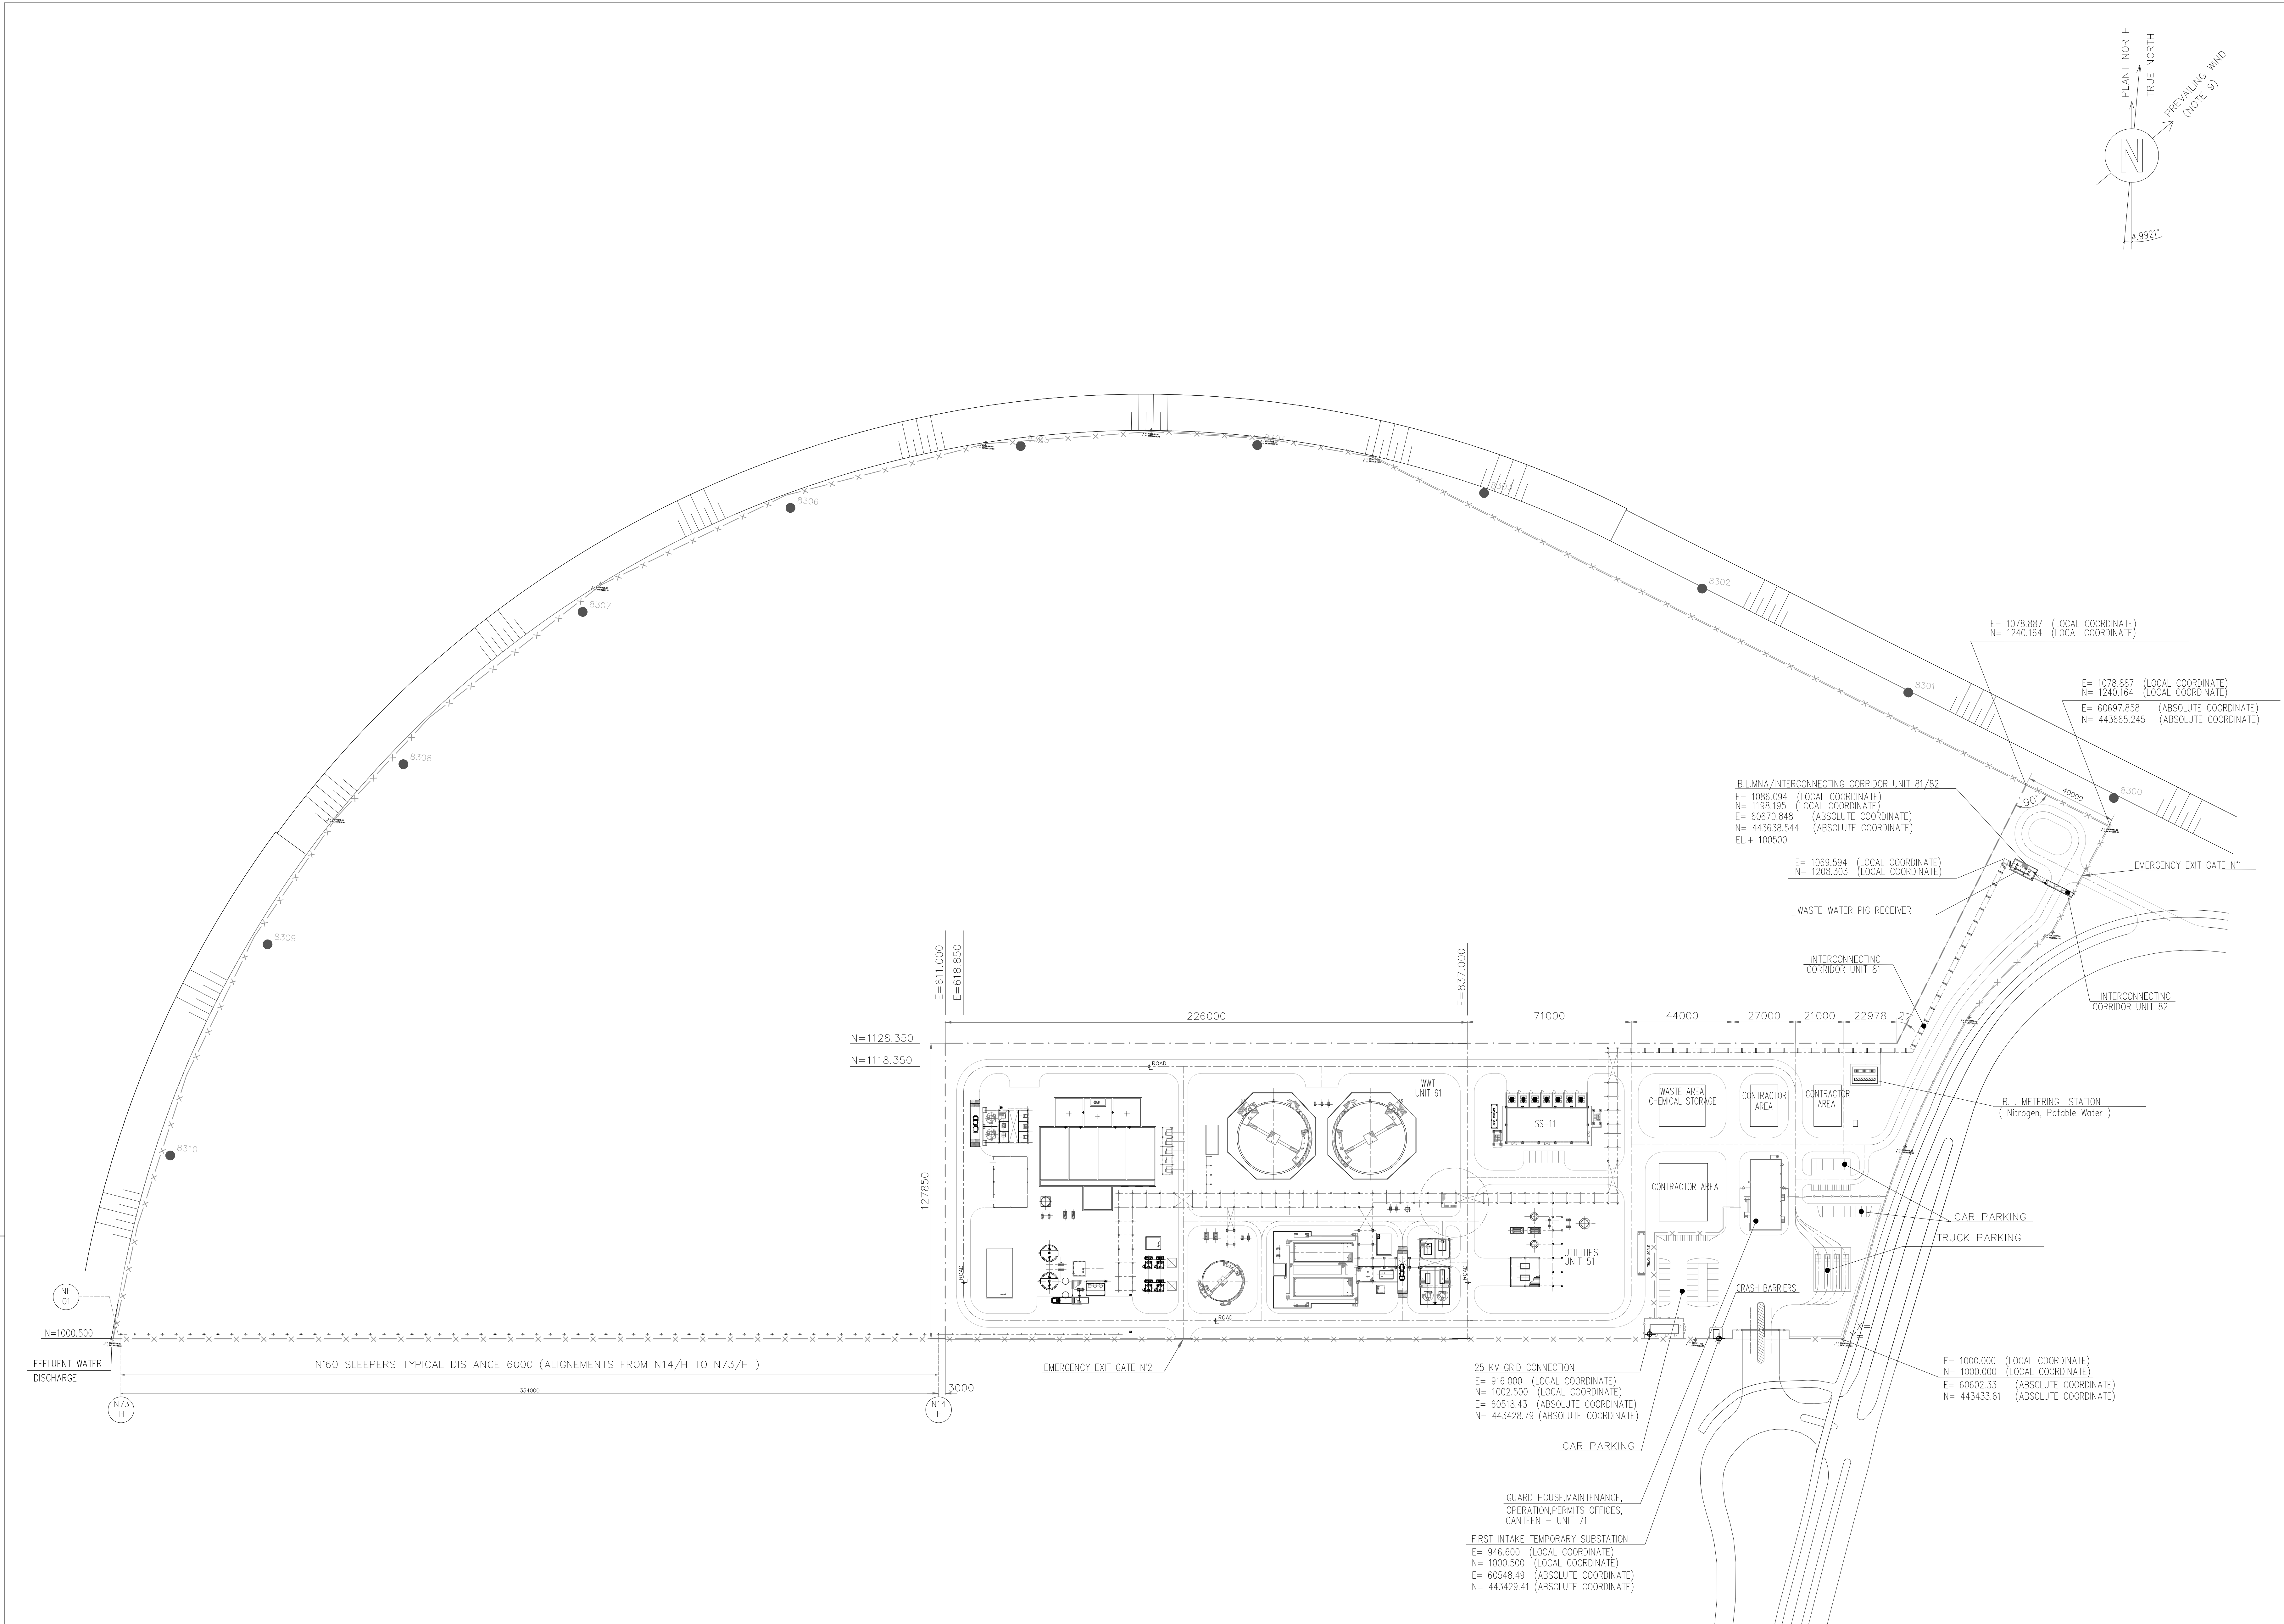 PLANT NORTH
TRUE NORTH
PREVAILING WIND
(NOTE 9)
N
4.9921°
8306
8303
8307
8302
8308
8301
8300
8309
8310
E= 1078.887 (LOCAL COORDINATE)
N= 1240.164 (LOCAL COORDINATE)
E= 1078.887 (LOCAL COORDINATE)
N= 1240.164 (LOCAL COORDINATE)
E= 60697.858 (ABSOLUTE COORDINATE)
N= 443665.245 (ABSOLUTE COORDINATE)
B.L.MNA/INTERCONNECTING CORRIDOR UNIT 81/82
E= 1086.094 (LOCAL COORDINATE)
N= 1198.195 (LOCAL COORDINATE)
E= 60670.848 (ABSOLUTE COORDINATE)
N= 443638.544 (ABSOLUTE COORDINATE)
EL.+ 100500
40000
90°
E= 1069.594 (LOCAL COORDINATE)
N= 1208.303 (LOCAL COORDINATE)
EMERGENCY EXIT GATE N°1
WASTE WATER PIG RECEIVER
INTERCONNECTING
CORRIDOR UNIT 81
INTERCONNECTING
CORRIDOR UNIT 82
E=611.000
E=618.850
E=837.000
226000
71000
44000
27000
21000
22978
27
N=1128.350
N=1118.350
127850
ROAD
WWT
UNIT 61
SS-11
WASTE AREA
CHEMICAL STORAGE
CONTRACTOR
AREA
CONTRACTOR
AREA
B.L. METERING STATION
( Nitrogen, Potable Water )
CONTRACTOR AREA
CAR PARKING
TRUCK PARKING
UTILITIES
UNIT 51
TRUCK SCALE
ROAD
ROAD
ROAD
CRASH BARRIERS
NH
01
N=1000.500
EFFLUENT WATER
DISCHARGE
N°60 SLEEPERS TYPICAL DISTANCE 6000 (ALIGNEMENTS FROM N14/H TO N73/H )
354000
3000
N73
H
N14
H
EMERGENCY EXIT GATE N°2
25 KV GRID CONNECTION
E= 916.000 (LOCAL COORDINATE)
N= 1002.500 (LOCAL COORDINATE)
E= 60518.43 (ABSOLUTE COORDINATE)
N= 443428.79 (ABSOLUTE COORDINATE)
E= 1000.000 (LOCAL COORDINATE)
N= 1000.000 (LOCAL COORDINATE)
E= 60602.33 (ABSOLUTE COORDINATE)
N= 443433.61 (ABSOLUTE COORDINATE)
CAR PARKING
GUARD HOUSE,MAINTENANCE,
OPERATION,PERMITS OFFICES,
CANTEEN - UNIT 71
FIRST INTAKE TEMPORARY SUBSTATION
E= 946.600 (LOCAL COORDINATE)
N= 1000.500 (LOCAL COORDINATE)
E= 60548.49 (ABSOLUTE COORDINATE)
N= 443429.41 (ABSOLUTE COORDINATE)